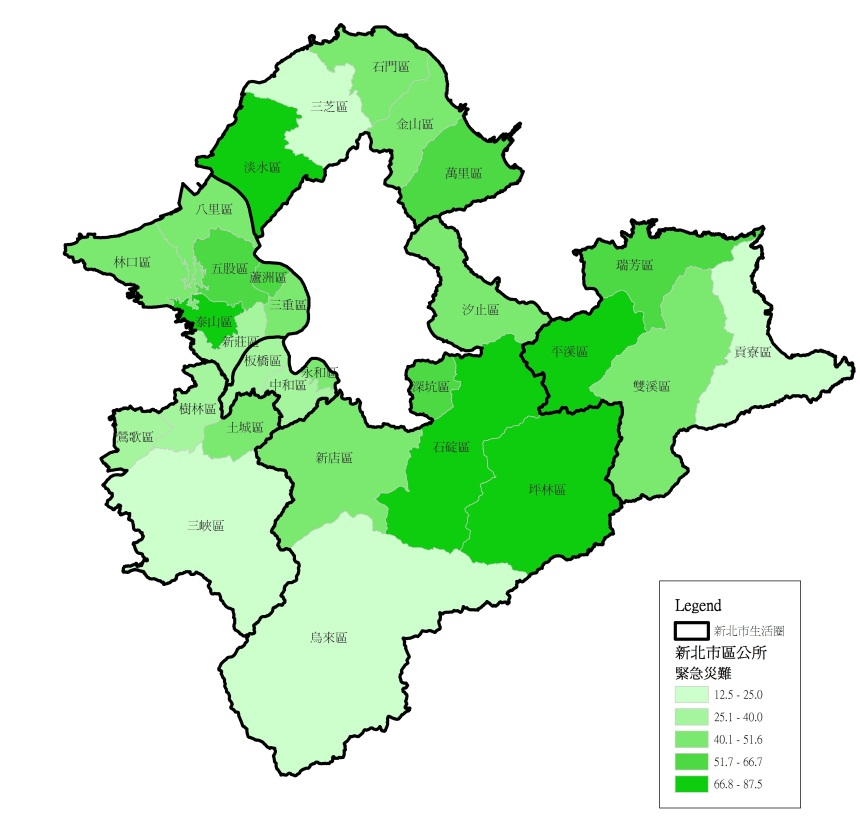 石門區
三芝區
金山區
淡水區
萬里區
八里區
林口區
五股區
蘆洲區
瑞芳區
三重區
汐止區
泰山區
新莊區
平溪區
貢寮區
板橋區
永和區
中和區
深坑區
雙溪區
樹林區
鶯歌區
土城區
石碇區
新店區
坪林區
三峽區
烏來區
Legend
新北市生活圈
新北市區公所
緊急災難
12.5 - 25.0
25.1 - 40.0
40.1 - 51.6
51.7 - 66.7
66.8 - 87.5